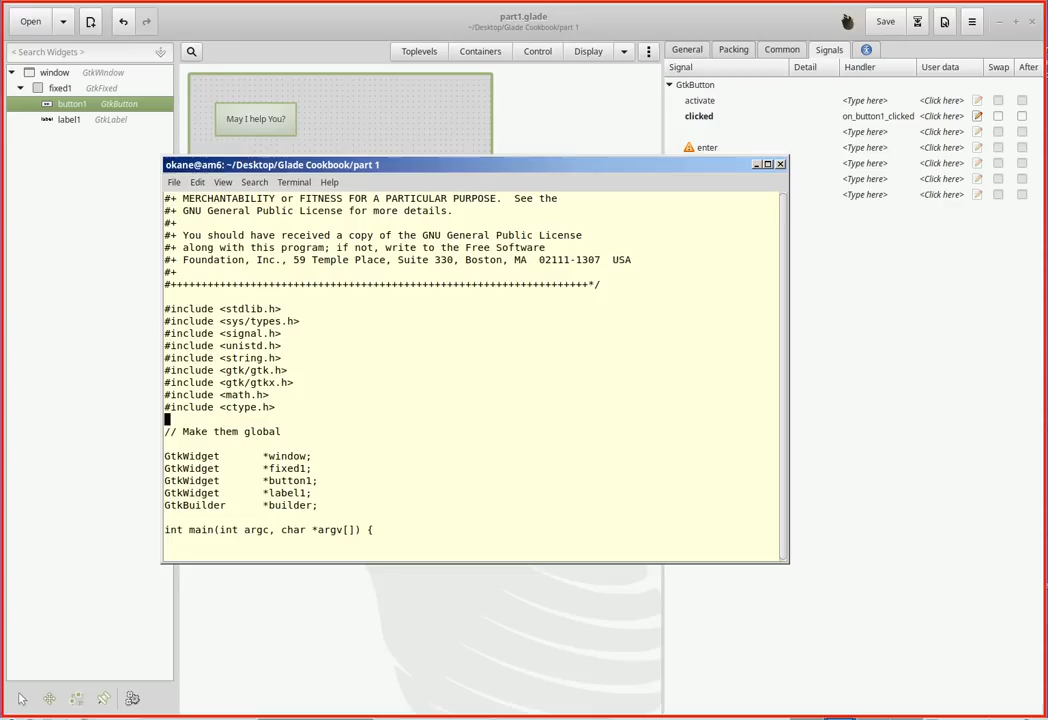 Open
part1.glade
~/Desktop/Glade Cookbook/part 1
Save
< Search Widgets >
Toplevels
Containers
Control
Display
General
Packing
Common
Signals
Signal
Detail
Handler
User data
Swap
After
window GtkWindow
fixed1 GtkFixed
button1 GtkButton
label1 GtkLabel
May I help You?
GtkButton
activate <Type here> <Click here>
clicked on_button1_clicked <Click here>
<Type here> <Click here>
enter <Type here> <Click here>
<Type here> <Click here>
<Type here> <Click here>
<Type here> <Click here>
okane@am6: ~/Desktop/Glade Cookbook/part 1
File Edit View Search Terminal Help
#+ MERCHANTABILITY or FITNESS FOR A PARTICULAR PURPOSE.  See the
#+ GNU General Public License for more details.
#+
#+ You should have received a copy of the GNU General Public License
#+ along with this program; if not, write to the Free Software
#+ Foundation, Inc., 59 Temple Place, Suite 330, Boston, MA  02111-1307  USA
#+
#++++++++++++++++++++++++++++++++++++++++++++++++++++++++++++++++++++*/
#include <stdlib.h>
#include <sys/types.h>
#include <signal.h>
#include <unistd.h>
#include <string.h>
#include <gtk/gtk.h>
#include <gtk/gtkx.h>
#include <math.h>
#include <ctype.h>
// Make them global
GtkWidget       *window;
GtkWidget       *fixed1;
GtkWidget       *button1;
GtkWidget       *label1;
GtkBuilder      *builder;
int main(int argc, char *argv[]) {